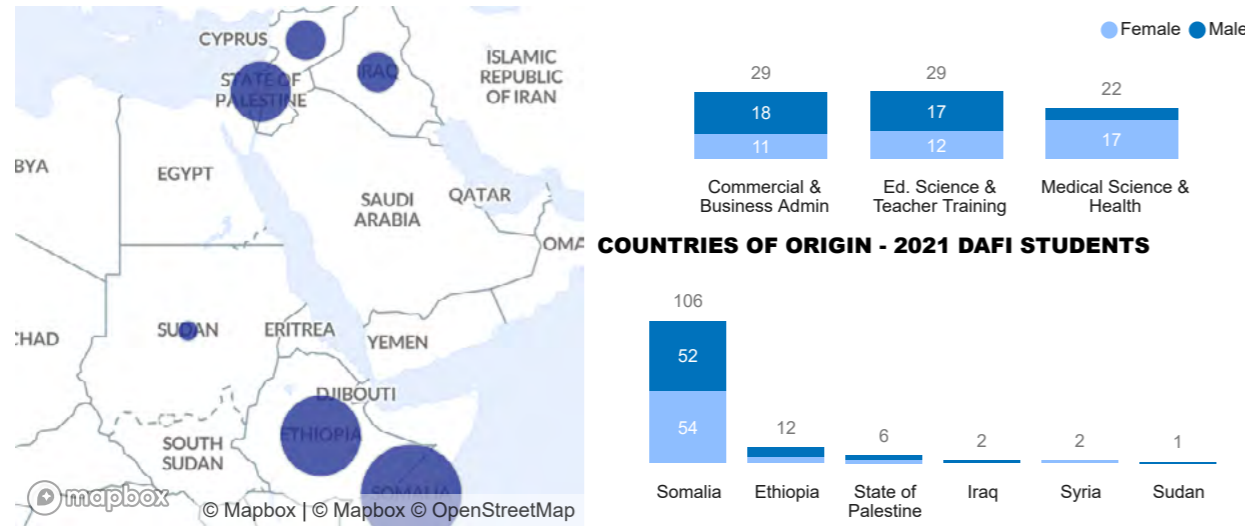 CYPRUS
STATE OF
PALESTINE
IRAQ
ISLAMIC
REPUBLIC
OF IRAN
BYA
EGYPT
SAUDI
ARABIA
QATAR
OMA
CHAD
SUDAN
ERITREA
YEMEN
DJIBOUTI
ETHIOPIA
SOUTH
SUDAN
SOMALIA
mapbox
© Mapbox | © Mapbox © OpenStreetMap
Female Male
29
18
11
Commercial &
Business Admin
29
17
12
Ed. Science &
Teacher Training
22
17
Medical Science &
Health
COUNTRIES OF ORIGIN - 2021 DAFI STUDENTS
106
52
54
Somalia
12
Ethiopia
6
State of
Palestine
2
Iraq
2
Syria
1
Sudan